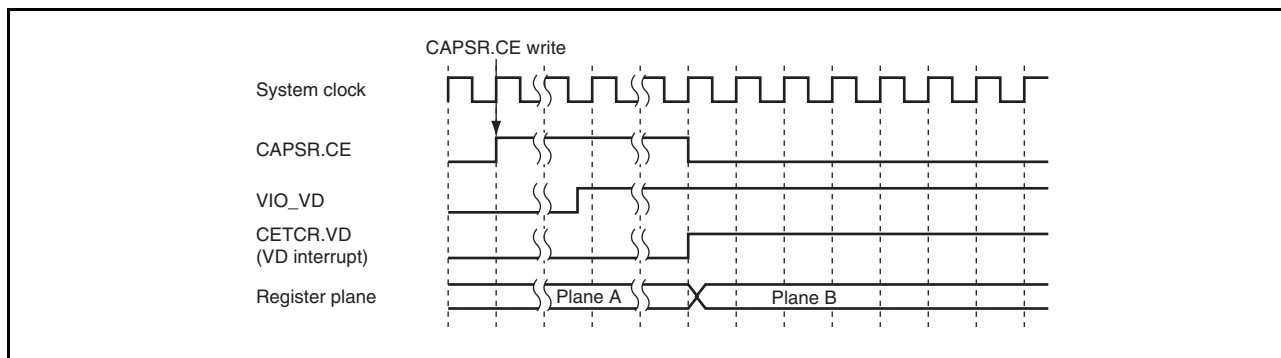 CAPSR.CE write
System clock
CAPSR.CE
VIO_VD
CETCR.VD
(VD interrupt)
Register plane
Plane A
Plane B